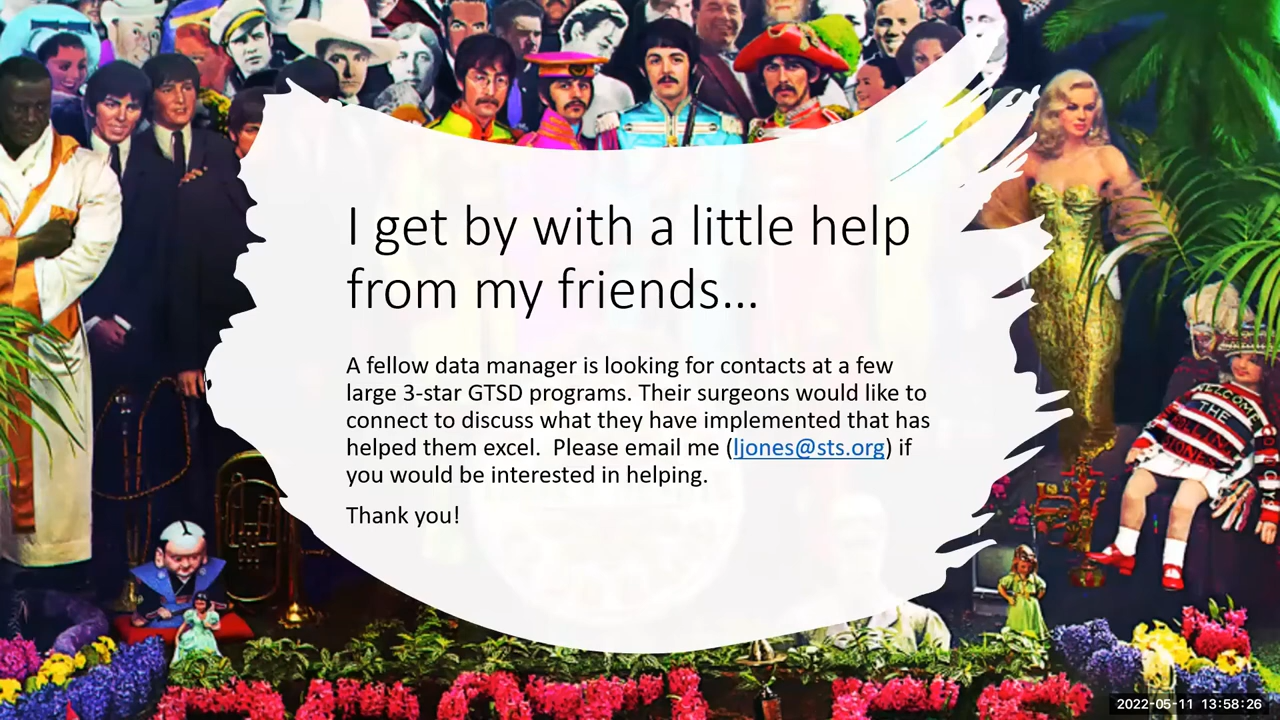 I get by with a little help
from my friends...
A fellow data manager is looking for contacts at a few
large 3-star GTSD programs. Their surgeons would like to
connect to discuss what they have implemented that has
helped them excel.  Please email me (ljones@sts.org) if
you would be interested in helping.
Thank you!
WELCOME
THE
ROLLING
STONES
2022-05-11 13:58:26